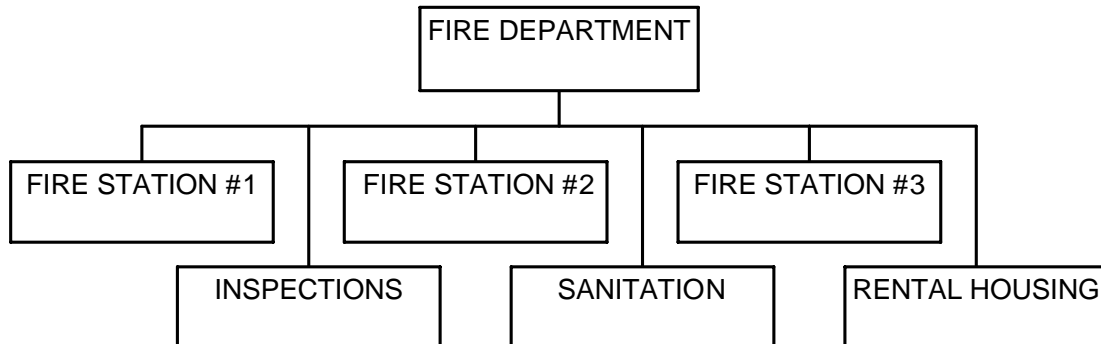 FIRE DEPARTMENT
FIRE STATION #1
FIRE STATION #2
FIRE STATION #3
INSPECTIONS
SANITATION
RENTAL HOUSING